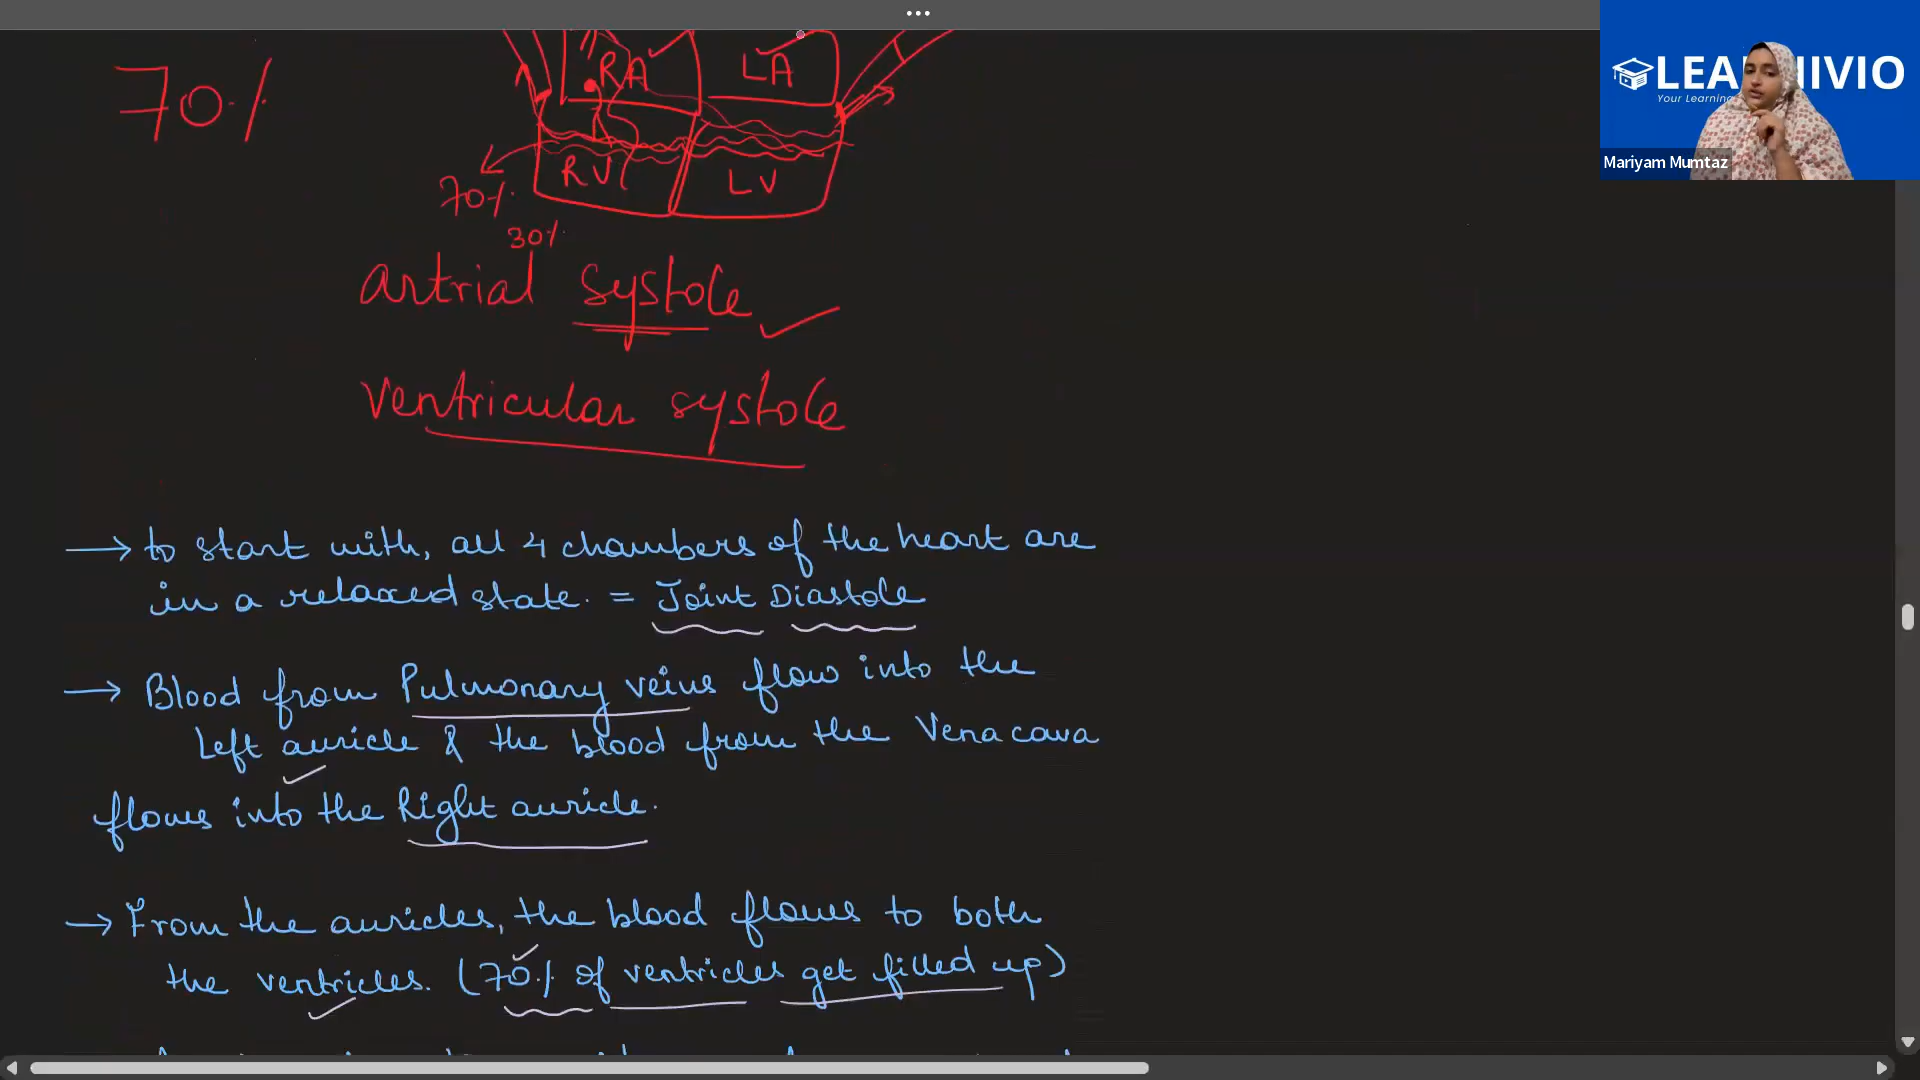 70%
RA
LA
RV
LV
70%
30%
artrial systole
Ventricular systole
→ to start with, all 4 chambers of the heart are
in a relaxed state. = Joint Diastole
→ Blood from Pulmonary veins flow into the
left auricle & the blood from the Vena cava
flows into the Right auricle.
→ From the auricles, the blood flows to both
the ventricles. (70% of ventricles get filled up)
Your Learning
Mariyam Mumtaz